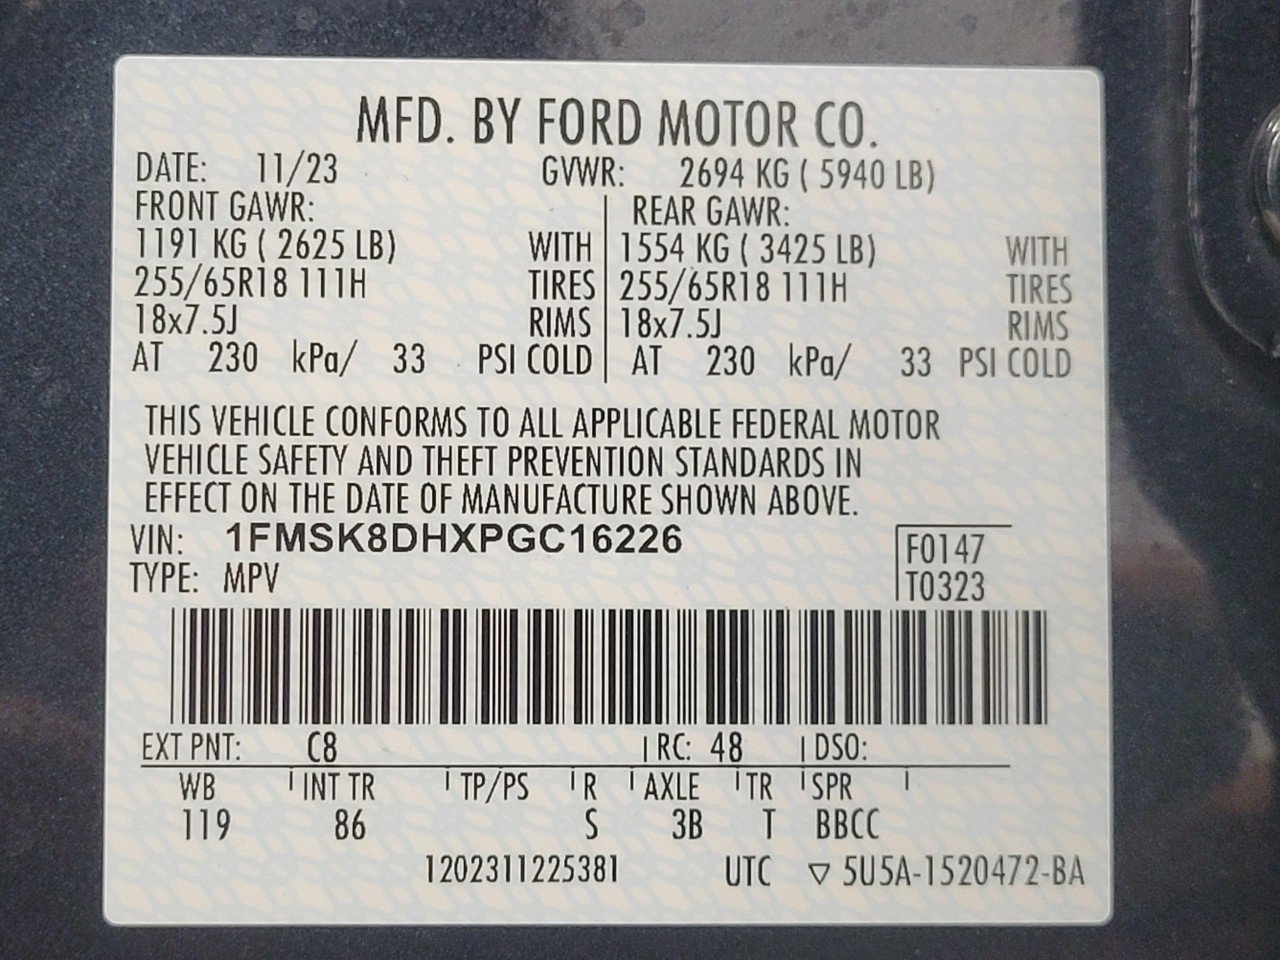 MFD. BY FORD MOTOR CO.
DATE: 11/23 GVWR: 2694 KG ( 5940 LB)
FRONT GAWR: REAR GAWR:
1191 KG ( 2625 LB) WITH 1554 KG ( 3425 LB) WITH
255/65R18 111H TIRES 255/65R18 111H TIRES
18x7.5J RIMS 18x7.5J RIMS
AT 230 kPa/ 33 PSI COLD AT 230 kPa/ 33 PSI COLD
THIS VEHICLE CONFORMS TO ALL APPLICABLE FEDERAL MOTOR
VEHICLE SAFETY AND THEFT PREVENTION STANDARDS IN
EFFECT ON THE DATE OF MANUFACTURE SHOWN ABOVE.
VIN: 1FMSK8DHXPGC16226 F0147
TYPE: MPV T0323
EXT PNT: C8 RC: 48 DSO:
WB INT TR TP/PS R AXLE TR SPR
119 86 S 3B T BBCC
1202311225381 UTC ▽ 5U5A-1520472-BA